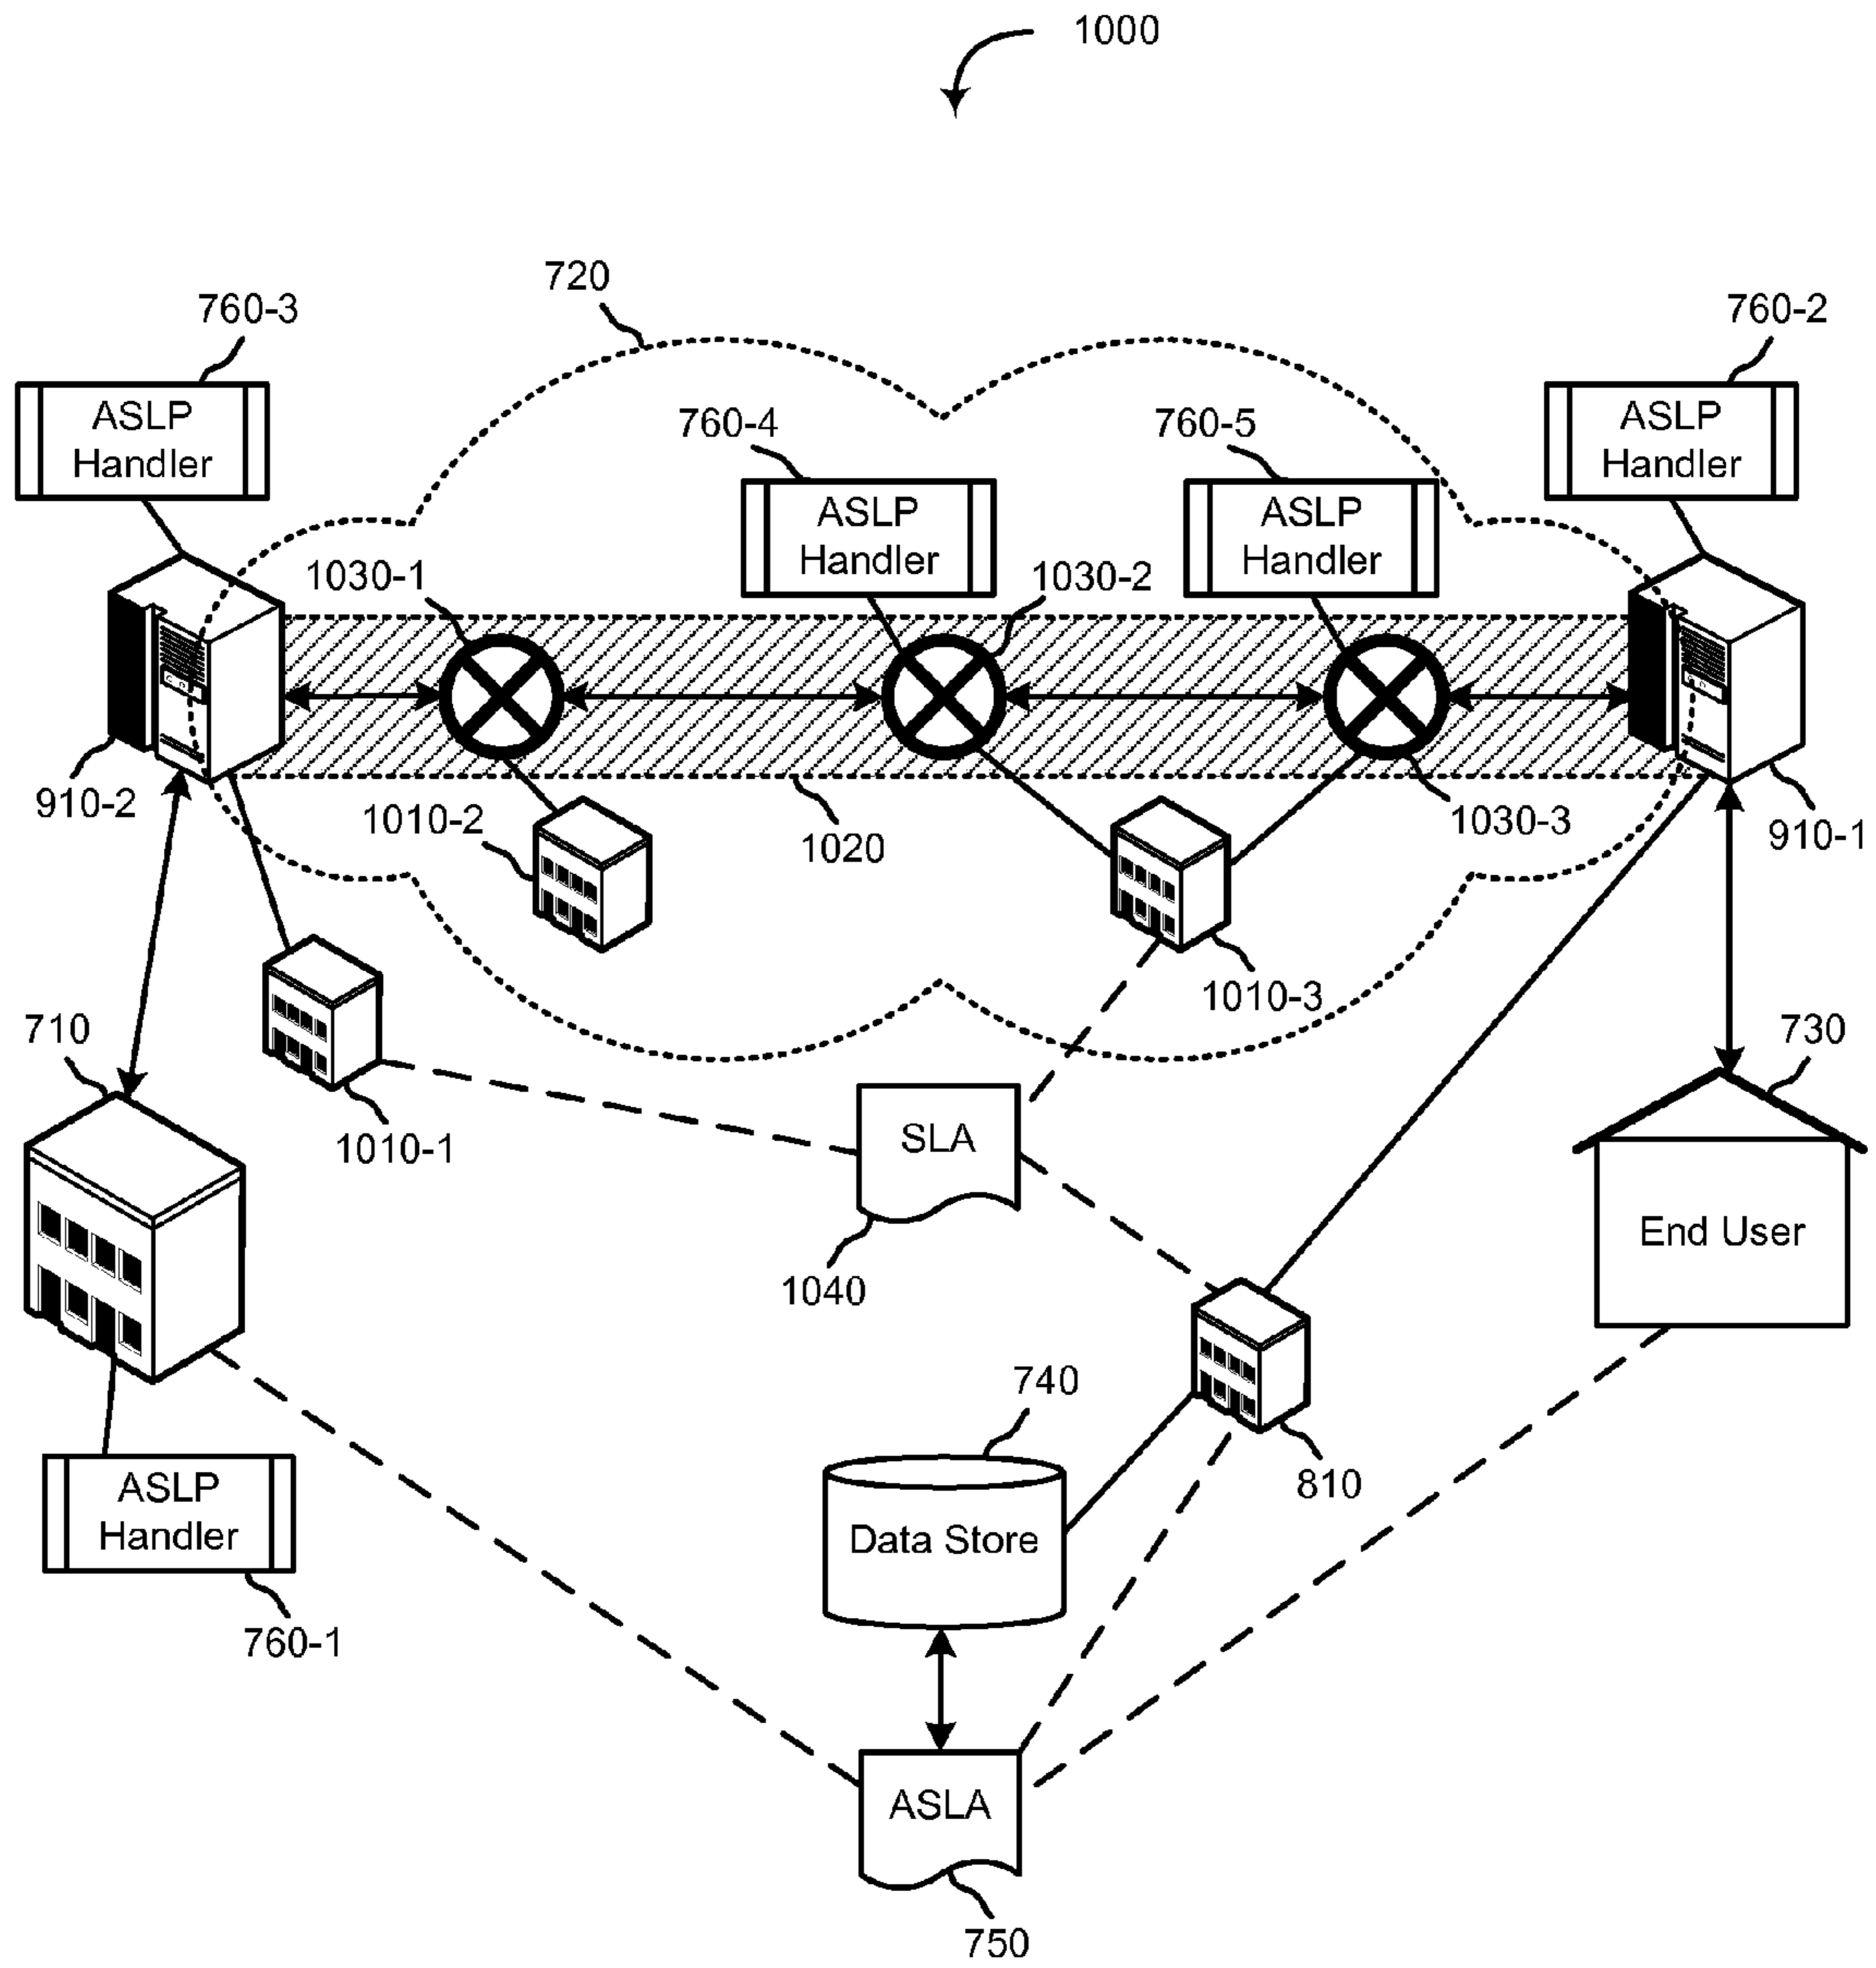 1000
720
760-3
760-2
ASLP
Handler
ASLP
Handler
760-4
760-5
ASLP
Handler
ASLP
Handler
1030-1
1030-2
910-2
1010-2
1020
1030-3
910-1
1010-3
710
730
1010-1
SLA
End User
1040
740
810
ASLP
Handler
Data Store
760-1
ASLA
750